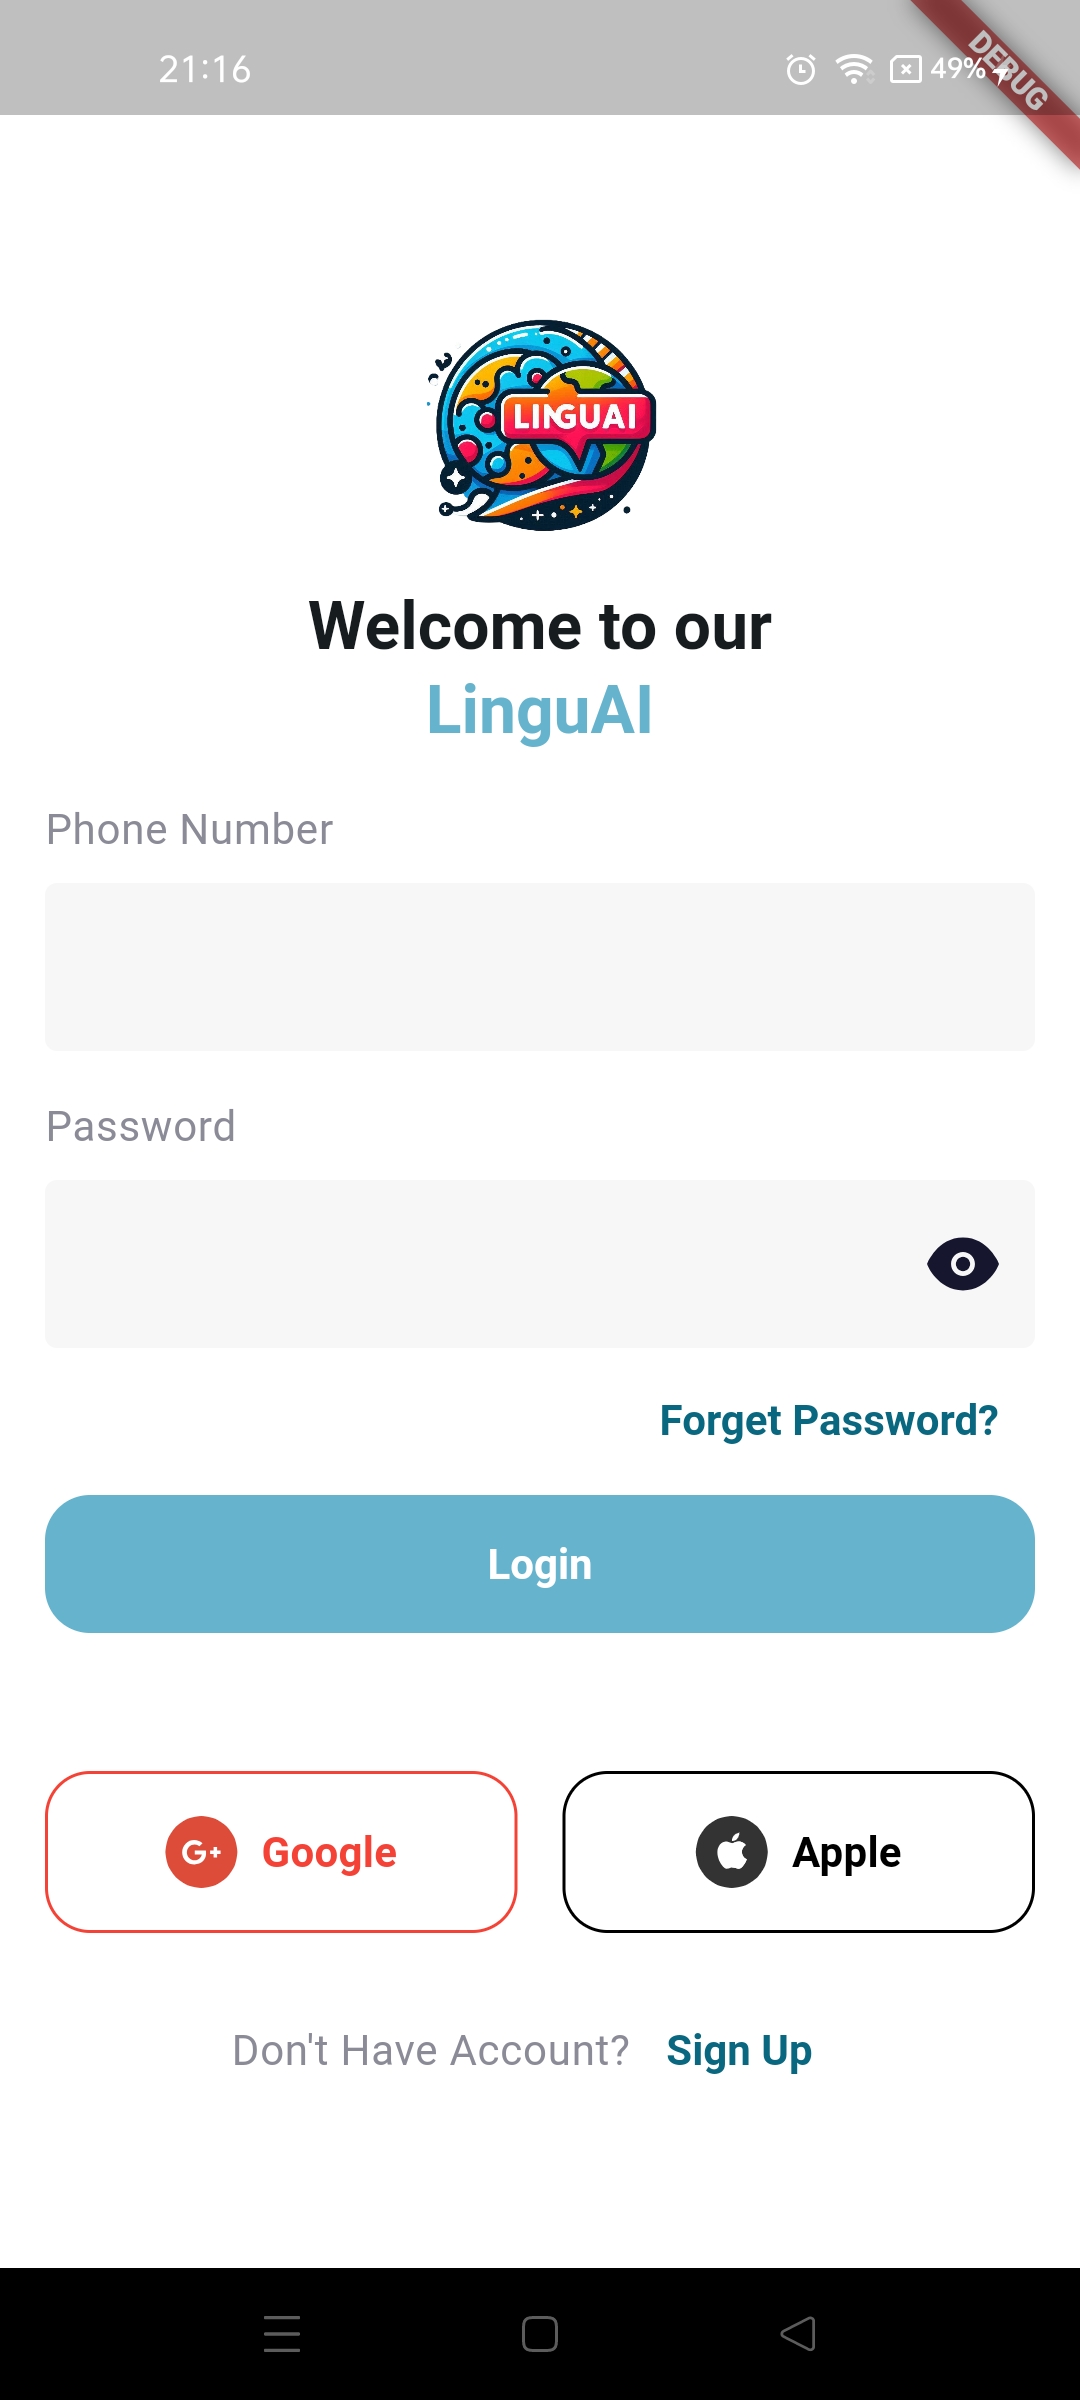 21:16
49%
DEBUG
LINGUAI
Welcome to our
LinguAI
Phone Number
Password
Forget Password?
Login
G+ Google
Apple
Don't Have Account? Sign Up